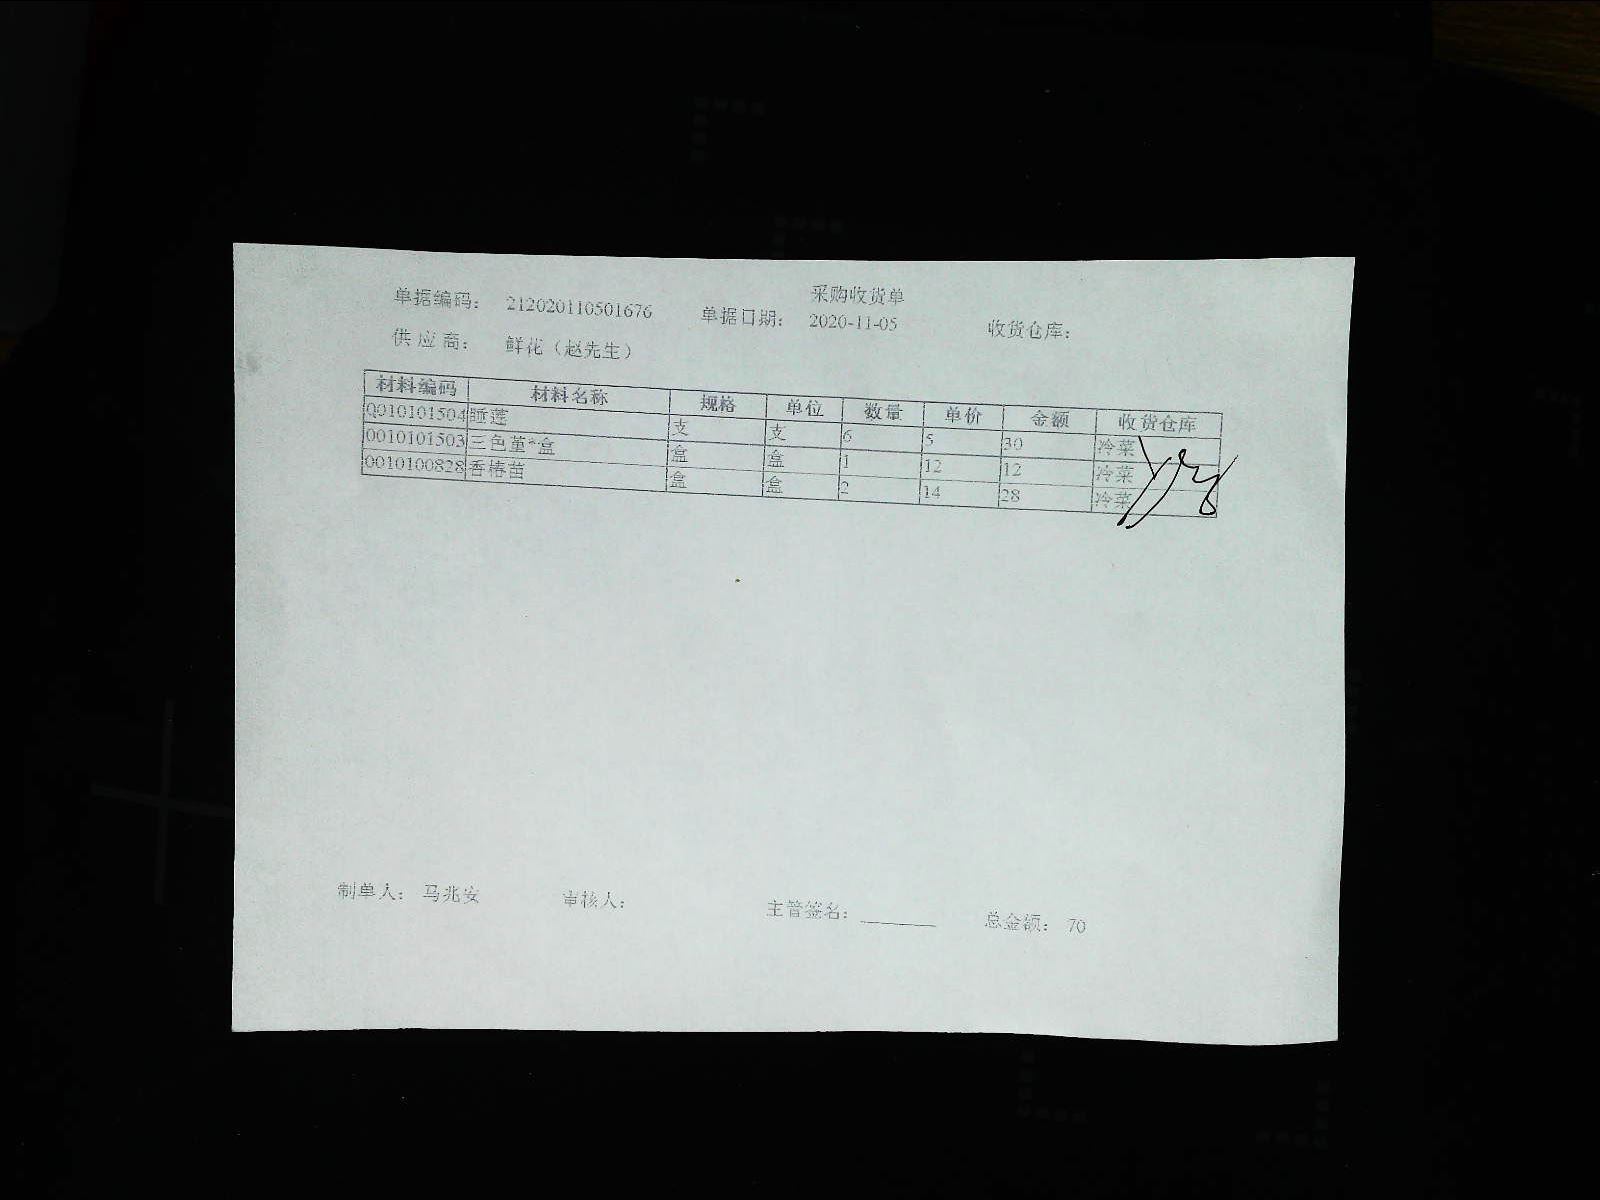 采购收货单
单据编码： 212020110501676 单据日期： 2020-11-05 收货仓库：
供 应 商： 鲜花（赵先生）
材料编码 材料名称 规格 单位 数量 单价 金额 收货仓库
0010101504 睡莲 支 支 6 5 30 冷菜
0010101503 三色堇*盒 盒 盒 1 12 12 冷菜
0010100828 香椿苗 盒 盒 2 14 28 冷菜
制单人： 马兆安 审核人： 主管签名： 总金额： 70